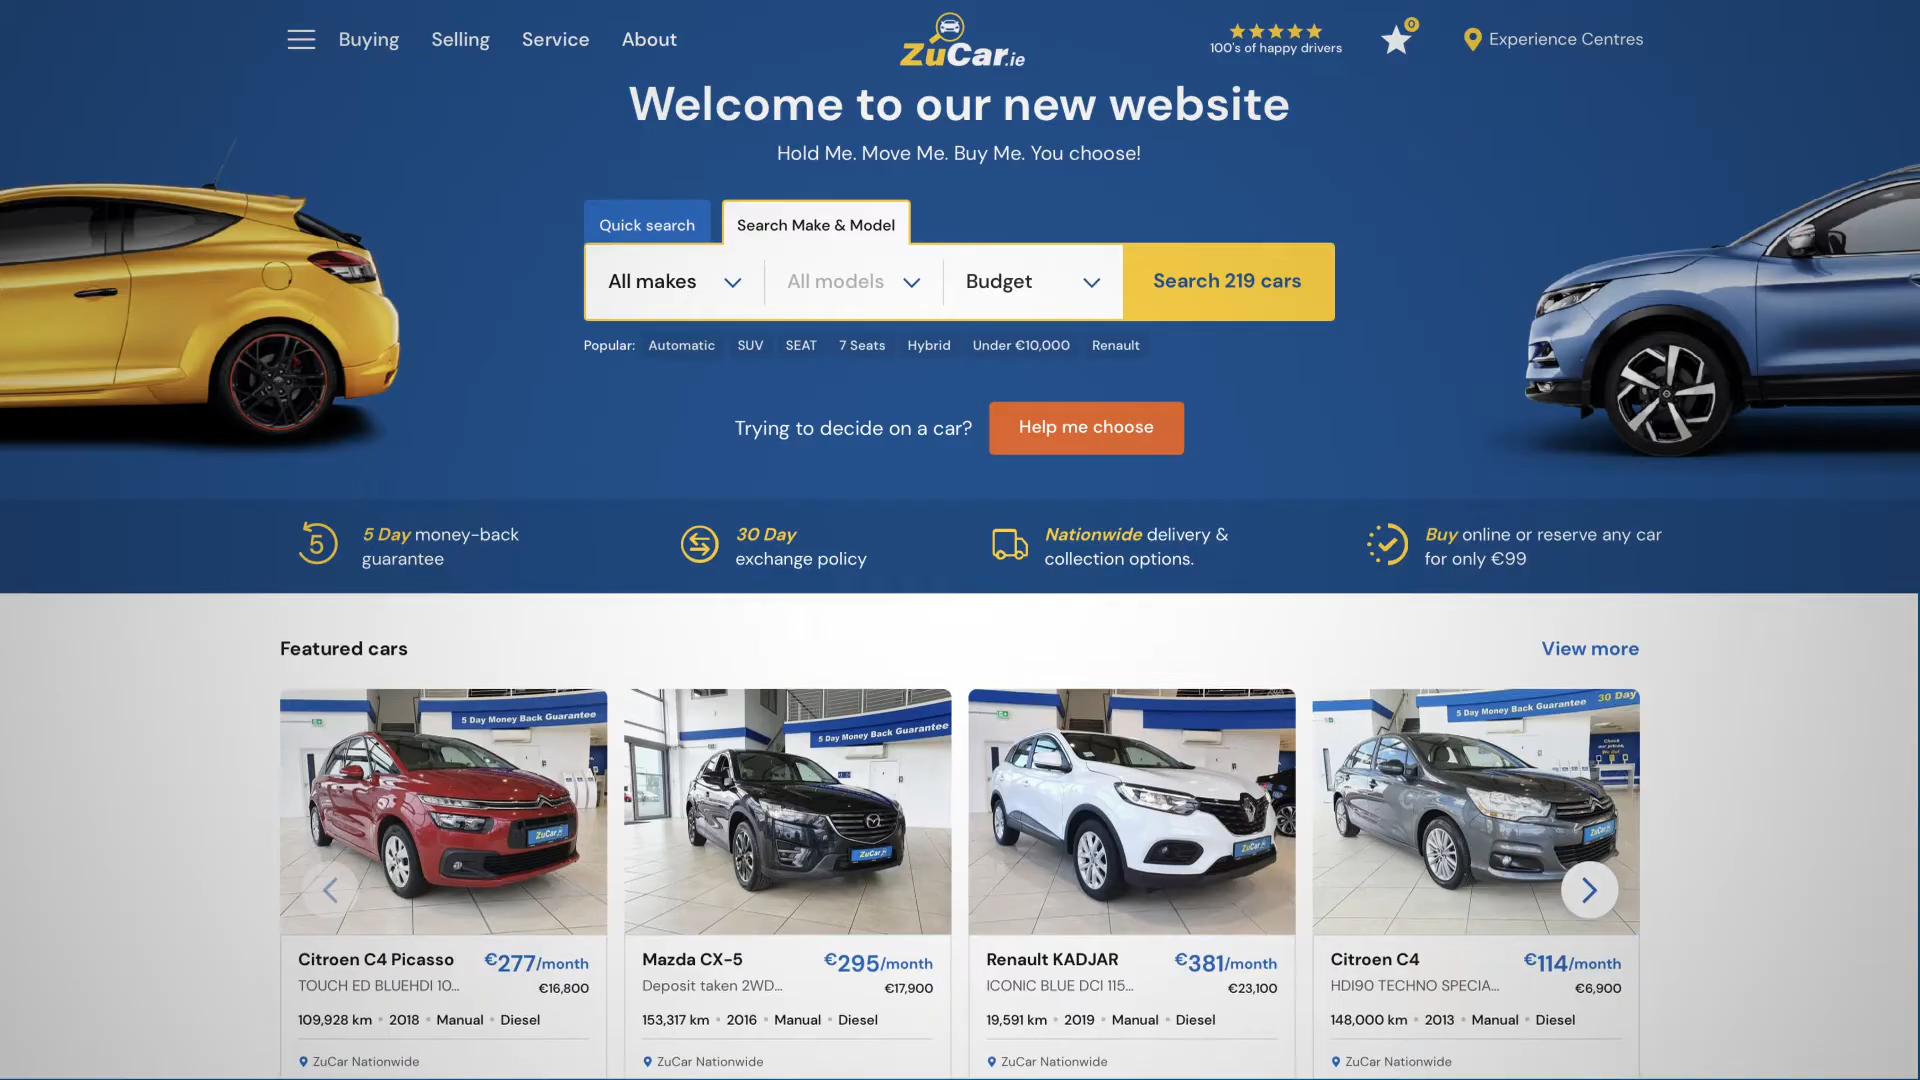 Buying Selling Service About
ZuCar.ie
100's of happy drivers
0
Experience Centres
Welcome to our new website
Hold Me. Move Me. Buy Me. You choose!
Quick search Search Make & Model
All makes All models Budget Search 219 cars
Popular: Automatic SUV SEAT 7 Seats Hybrid Under €10,000 Renault
Trying to decide on a car? Help me choose
5
5 Day money-back
guarantee
30 Day
exchange policy
Nationwide delivery &
collection options.
Buy online or reserve any car
for only €99
Featured cars View more
5 Day Money Back Guarantee
ZuCar.ie
5 Day Money Back Guarantee
ZuCar.ie
ZuCar.ie
30 Day
5 Day Money Back Guarantee
ZuCar.ie
Citroen C4 Picasso €277/month
TOUCH ED BLUEHDI 10... €16,800
109,928 km • 2018 • Manual • Diesel
ZuCar Nationwide
Mazda CX-5 €295/month
Deposit taken 2WD... €17,900
153,317 km • 2016 • Manual • Diesel
ZuCar Nationwide
Renault KADJAR €381/month
ICONIC BLUE DCI 115... €23,100
19,591 km • 2019 • Manual • Diesel
ZuCar Nationwide
Citroen C4 €114/month
HDI90 TECHNO SPECIA... €6,900
148,000 km • 2013 • Manual • Diesel
ZuCar Nationwide